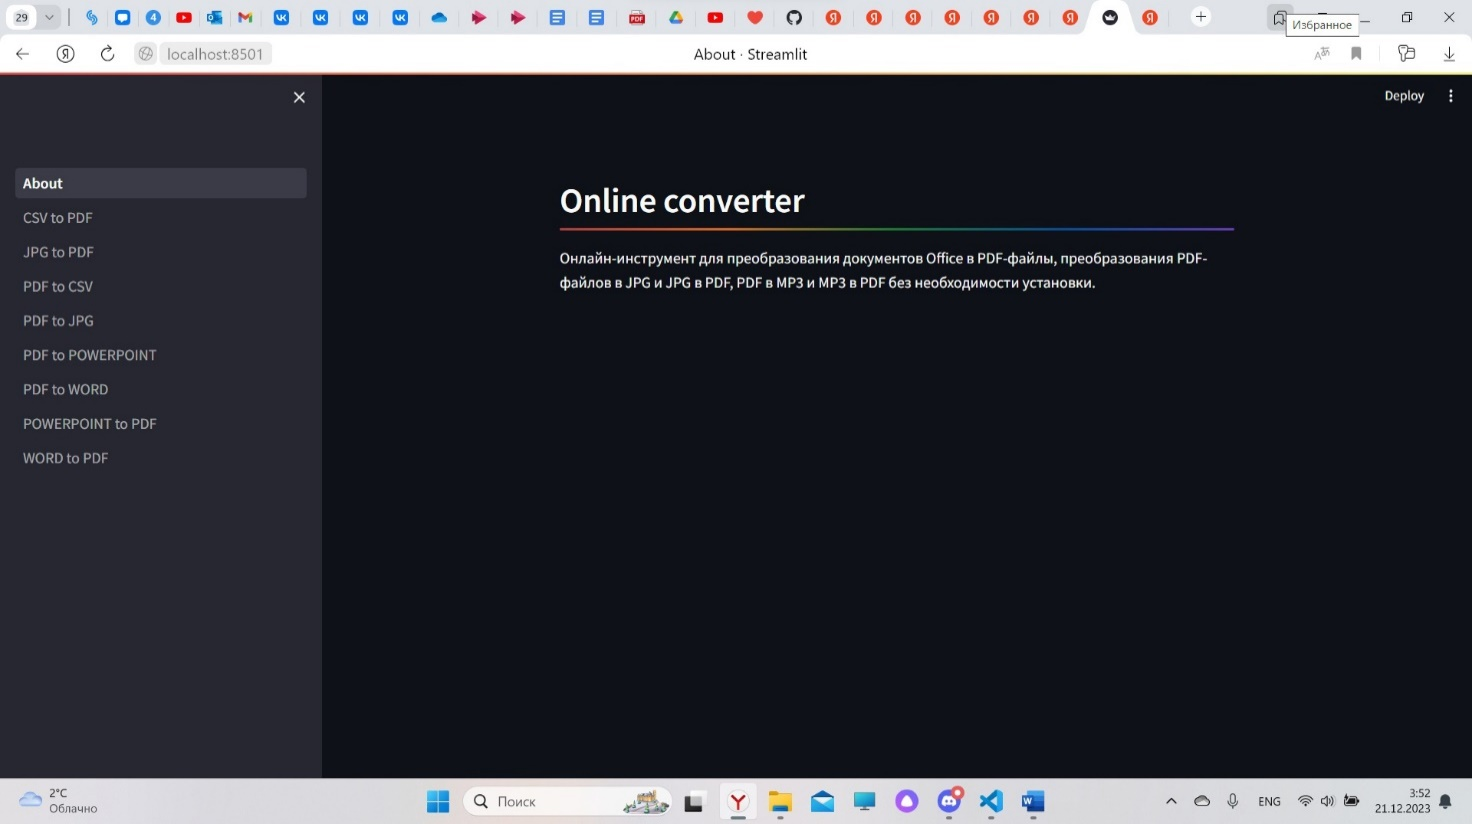 29
4
Избранное
localhost:8501
About · Streamlit
Deploy
About
CSV to PDF
JPG to PDF
PDF to CSV
PDF to JPG
PDF to POWERPOINT
PDF to WORD
POWERPOINT to PDF
WORD to PDF
Online converter
Онлайн-инструмент для преобразования документов Office в PDF-файлы, преобразования PDF-
файлов в JPG и JPG в PDF, PDF в MP3 и MP3 в PDF без необходимости установки.
2°C
Облачно
Поиск
ENG
3:52
21.12.2023